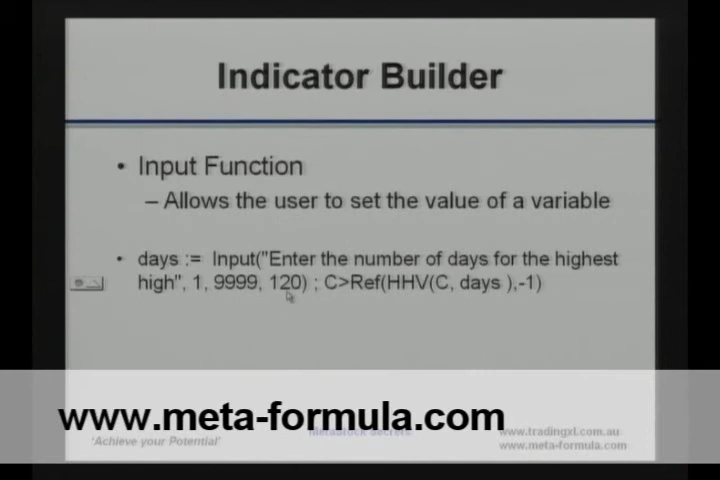 Indicator Builder
• Input Function
– Allows the user to set the value of a variable
• days := Input("Enter the number of days for the highest
high", 1, 9999, 120) ; C>Ref(HHV(C, days ),-1)
www.meta-formula.com
'Achieve your Potential'
Metastock Secrets
www.tradingxl.com.au
www.meta-formula.com